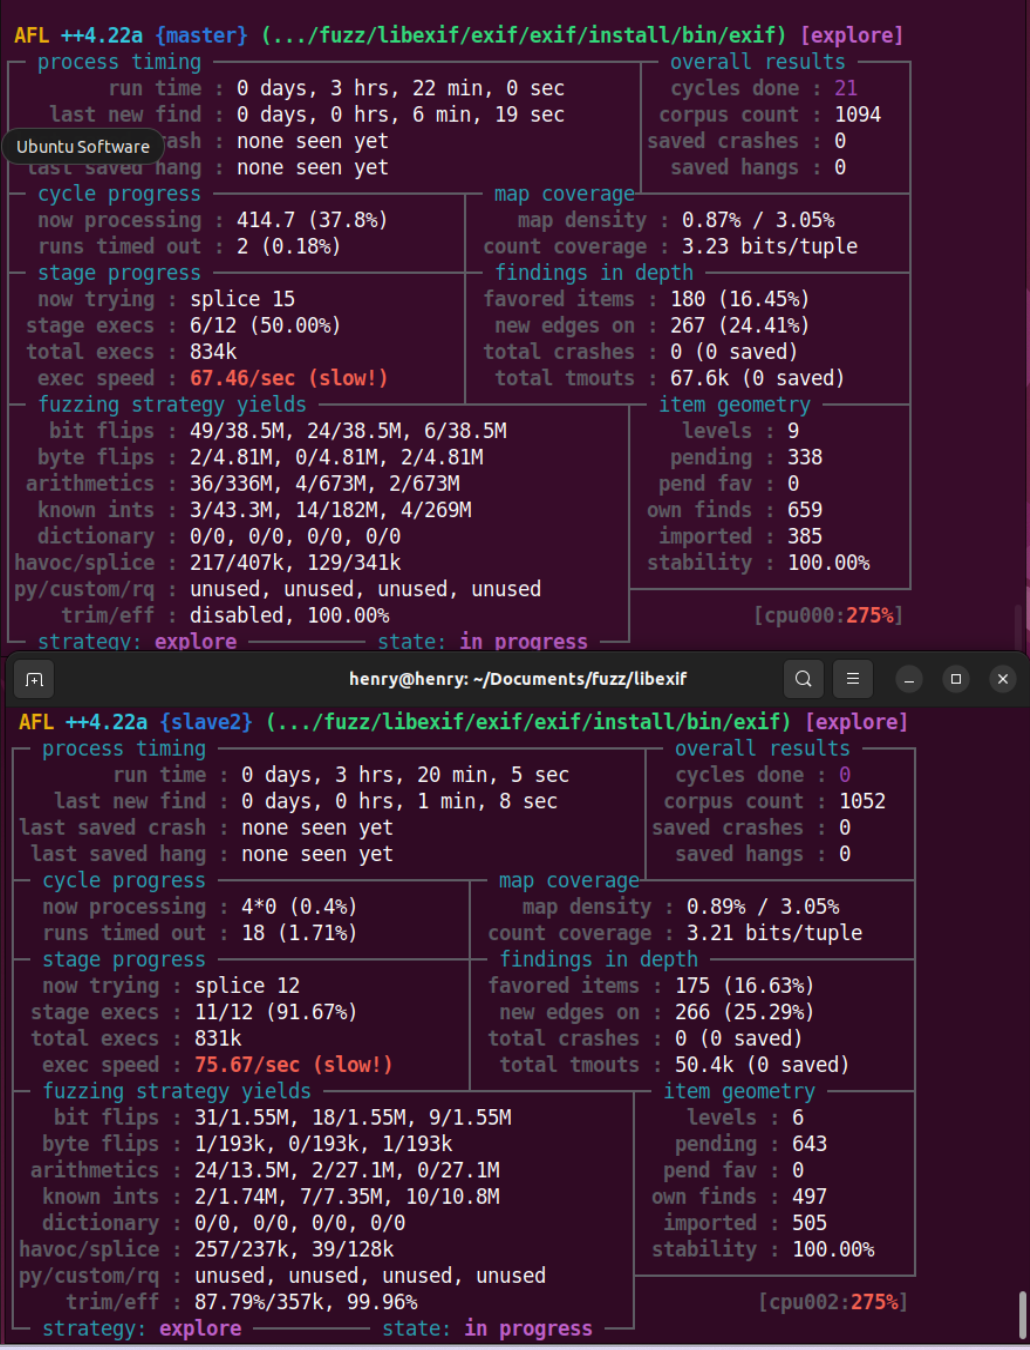 AFL ++4.22a {master} (.../fuzz/libexif/exif/exif/install/bin/exif) [explore]
process timing overall results
run time : 0 days, 3 hrs, 22 min, 0 sec cycles done : 21
last new find : 0 days, 0 hrs, 6 min, 19 sec corpus count : 1094
Ubuntu Software
rash : none seen yet saved crashes : 0
last saved hang : none seen yet saved hangs : 0
cycle progress map coverage
now processing : 414.7 (37.8%) map density : 0.87% / 3.05%
runs timed out : 2 (0.18%) count coverage : 3.23 bits/tuple
stage progress findings in depth
now trying : splice 15 favored items : 180 (16.45%)
stage execs : 6/12 (50.00%) new edges on : 267 (24.41%)
total execs : 834k total crashes : 0 (0 saved)
exec speed : 67.46/sec (slow!) total tmouts : 67.6k (0 saved)
fuzzing strategy yields item geometry
bit flips : 49/38.5M, 24/38.5M, 6/38.5M levels : 9
byte flips : 2/4.81M, 0/4.81M, 2/4.81M pending : 338
arithmetics : 36/336M, 4/673M, 2/673M pend fav : 0
known ints : 3/43.3M, 14/182M, 4/269M own finds : 659
dictionary : 0/0, 0/0, 0/0, 0/0 imported : 385
havoc/splice : 217/407k, 129/341k stability : 100.00%
py/custom/rq : unused, unused, unused, unused
trim/eff : disabled, 100.00% [cpu000:275%]
strategy: explore state: in progress
henry@henry: ~/Documents/fuzz/libexif
AFL ++4.22a {slave2} (.../fuzz/libexif/exif/exif/install/bin/exif) [explore]
process timing overall results
run time : 0 days, 3 hrs, 20 min, 5 sec cycles done : 0
last new find : 0 days, 0 hrs, 1 min, 8 sec corpus count : 1052
last saved crash : none seen yet saved crashes : 0
last saved hang : none seen yet saved hangs : 0
cycle progress map coverage
now processing : 4*0 (0.4%) map density : 0.89% / 3.05%
runs timed out : 18 (1.71%) count coverage : 3.21 bits/tuple
stage progress findings in depth
now trying : splice 12 favored items : 175 (16.63%)
stage execs : 11/12 (91.67%) new edges on : 266 (25.29%)
total execs : 831k total crashes : 0 (0 saved)
exec speed : 75.67/sec (slow!) total tmouts : 50.4k (0 saved)
fuzzing strategy yields item geometry
bit flips : 31/1.55M, 18/1.55M, 9/1.55M levels : 6
byte flips : 1/193k, 0/193k, 1/193k pending : 643
arithmetics : 24/13.5M, 2/27.1M, 0/27.1M pend fav : 0
known ints : 2/1.74M, 7/7.35M, 10/10.8M own finds : 497
dictionary : 0/0, 0/0, 0/0, 0/0 imported : 505
havoc/splice : 257/237k, 39/128k stability : 100.00%
py/custom/rq : unused, unused, unused, unused
trim/eff : 87.79%/357k, 99.96% [cpu002:275%]
strategy: explore state: in progress